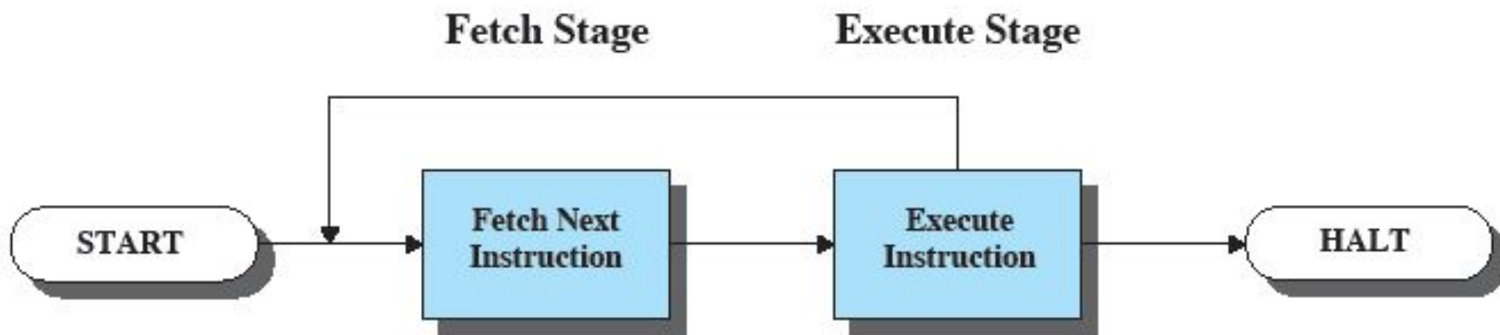 Fetch Stage
Execute Stage
START
Fetch Next
Instruction
Execute
Instruction
HALT